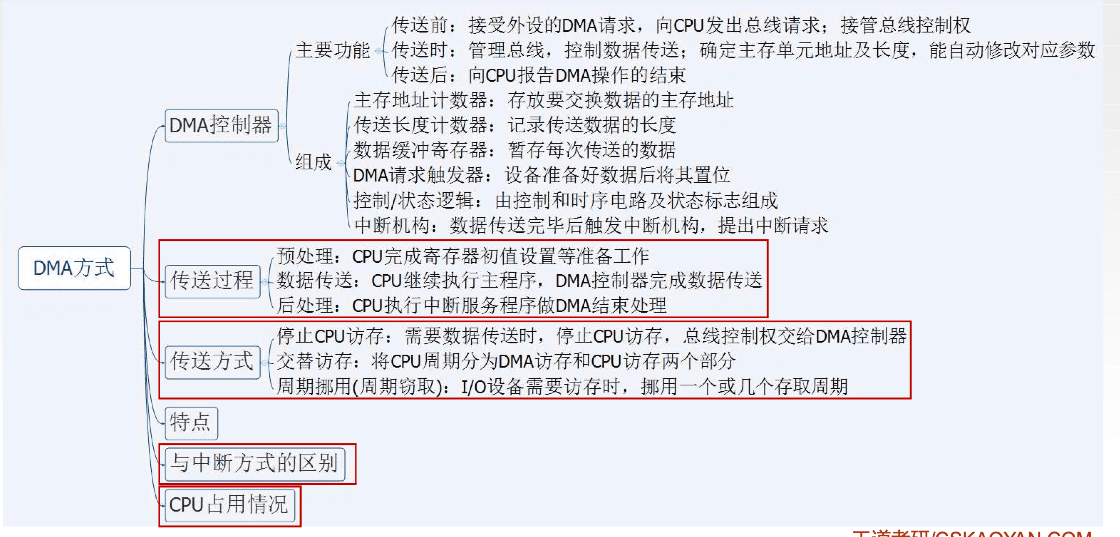 传送前：接受外设的DMA请求，向CPU发出总线请求；接管总线控制权
主要功能
传送时：管理总线，控制数据传送；确定主存单元地址及长度，能自动修改对应参数
传送后：向CPU报告DMA操作的结束
DMA控制器
主存地址计数器：存放要交换数据的主存地址
传送长度计数器：记录传送数据的长度
数据缓冲寄存器：暂存每次传送的数据
组成
DMA请求触发器：设备准备好数据后将其置位
控制/状态逻辑：由控制和时序电路及状态标志组成
中断机构：数据传送完毕后触发中断机构，提出中断请求
DMA方式
预处理：CPU完成寄存器初值设置等准备工作
传送过程
数据传送：CPU继续执行主程序，DMA控制器完成数据传送
后处理：CPU执行中断服务程序做DMA结束处理
停止CPU访存：需要数据传送时，停止CPU访存，总线控制权交给DMA控制器
传送方式
交替访存：将CPU周期分为DMA访存和CPU访存两个部分
周期挪用(周期窃取)：I/O设备需要访存时，挪用一个或几个存取周期
特点
与中断方式的区别
CPU占用情况
王道考研/CSKAOYAN.COM